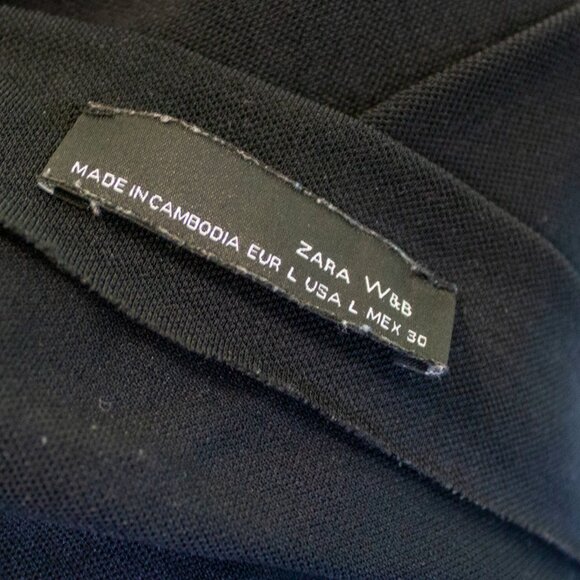 ZARA W&B
MADE IN CAMBODIA EUR L USA L MEX 30